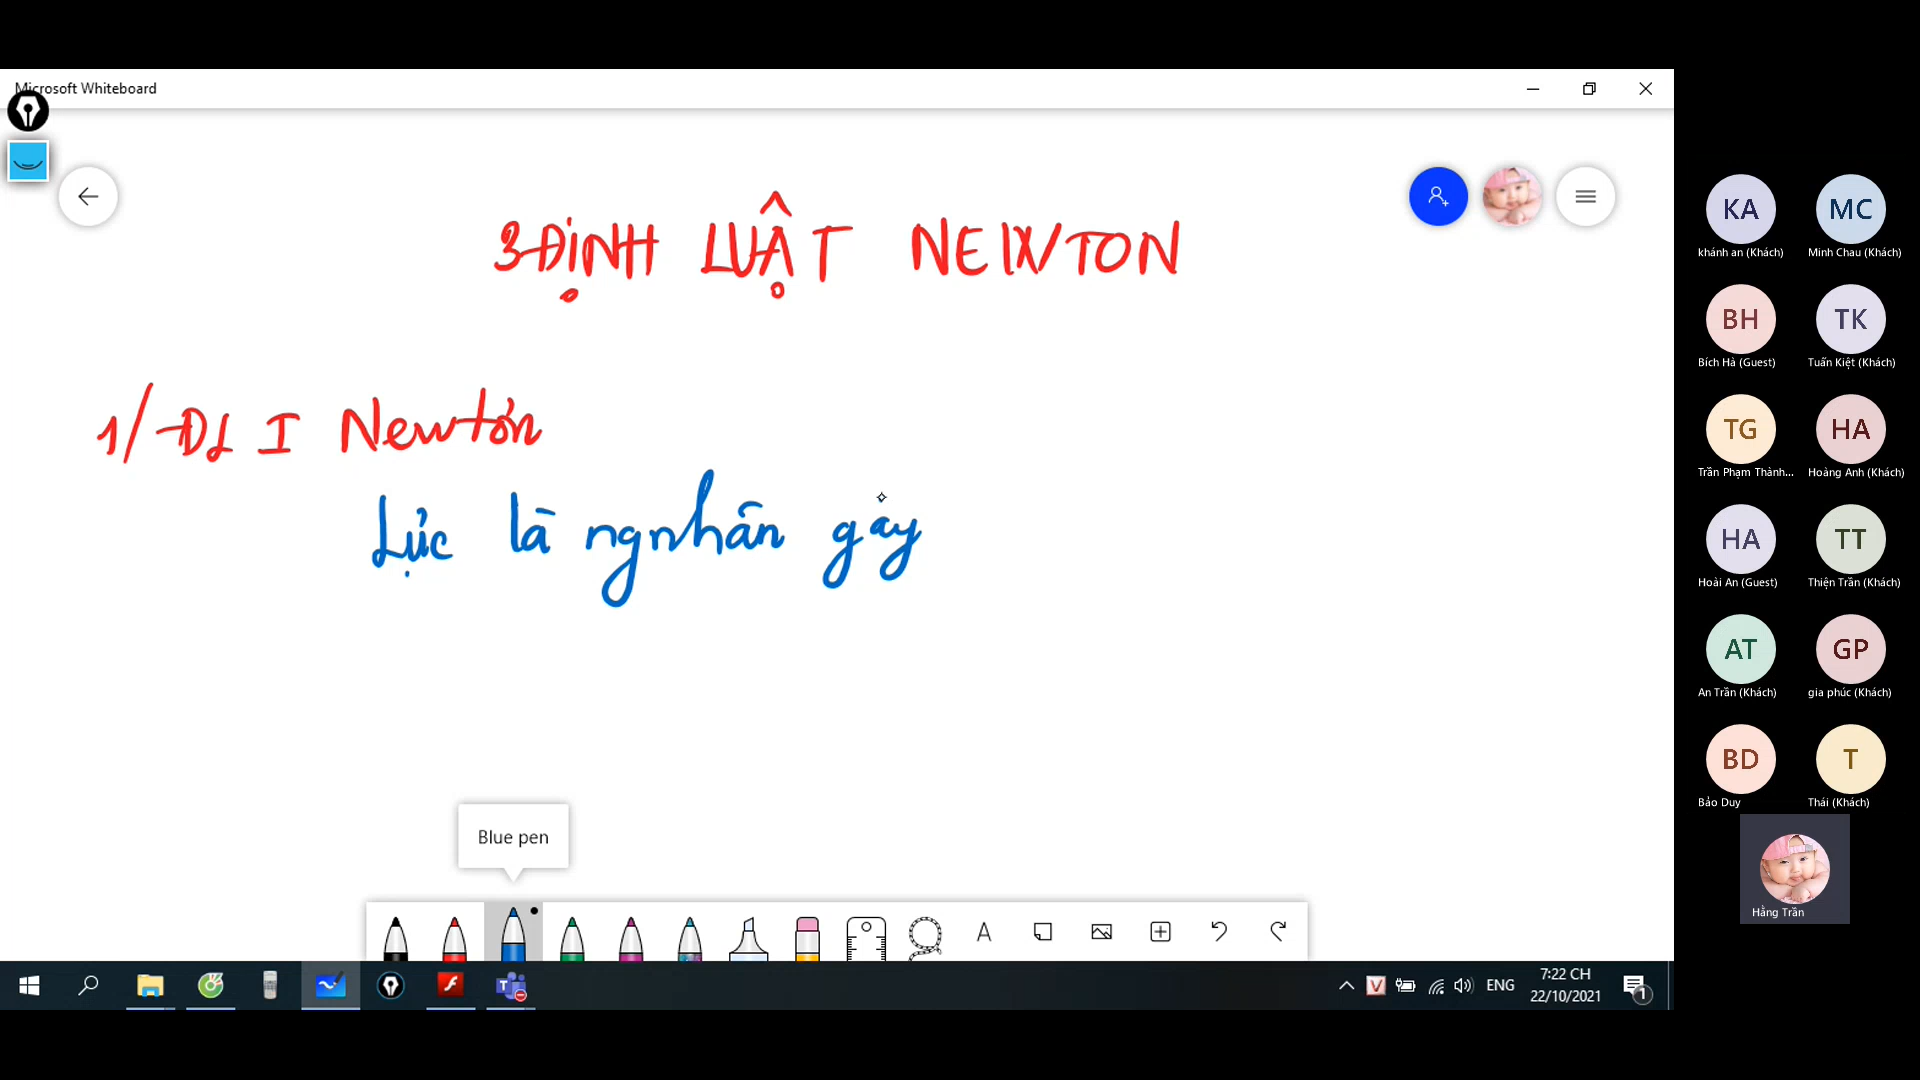 Microsoft Whiteboard
3 ĐỊNH LUẬT NEWTON
1/ ĐL I Newtơn
Lực là ngnhân gây
Blue pen
KA
khánh an (Khách)
MC
Minh Chau (Khách)
BH
Bích Hà (Guest)
TK
Tuấn Kiệt (Khách)
TG
Trần Phạm Thành...
HA
Hoàng Anh (Khách)
HA
Hoài An (Guest)
TT
Thiện Trần (Khách)
AT
An Trần (Khách)
GP
gia phúc (Khách)
BD
Bảo Duy
T
Thái (Khách)
Hằng Trần
ENG
7:22 CH
22/10/2021
1